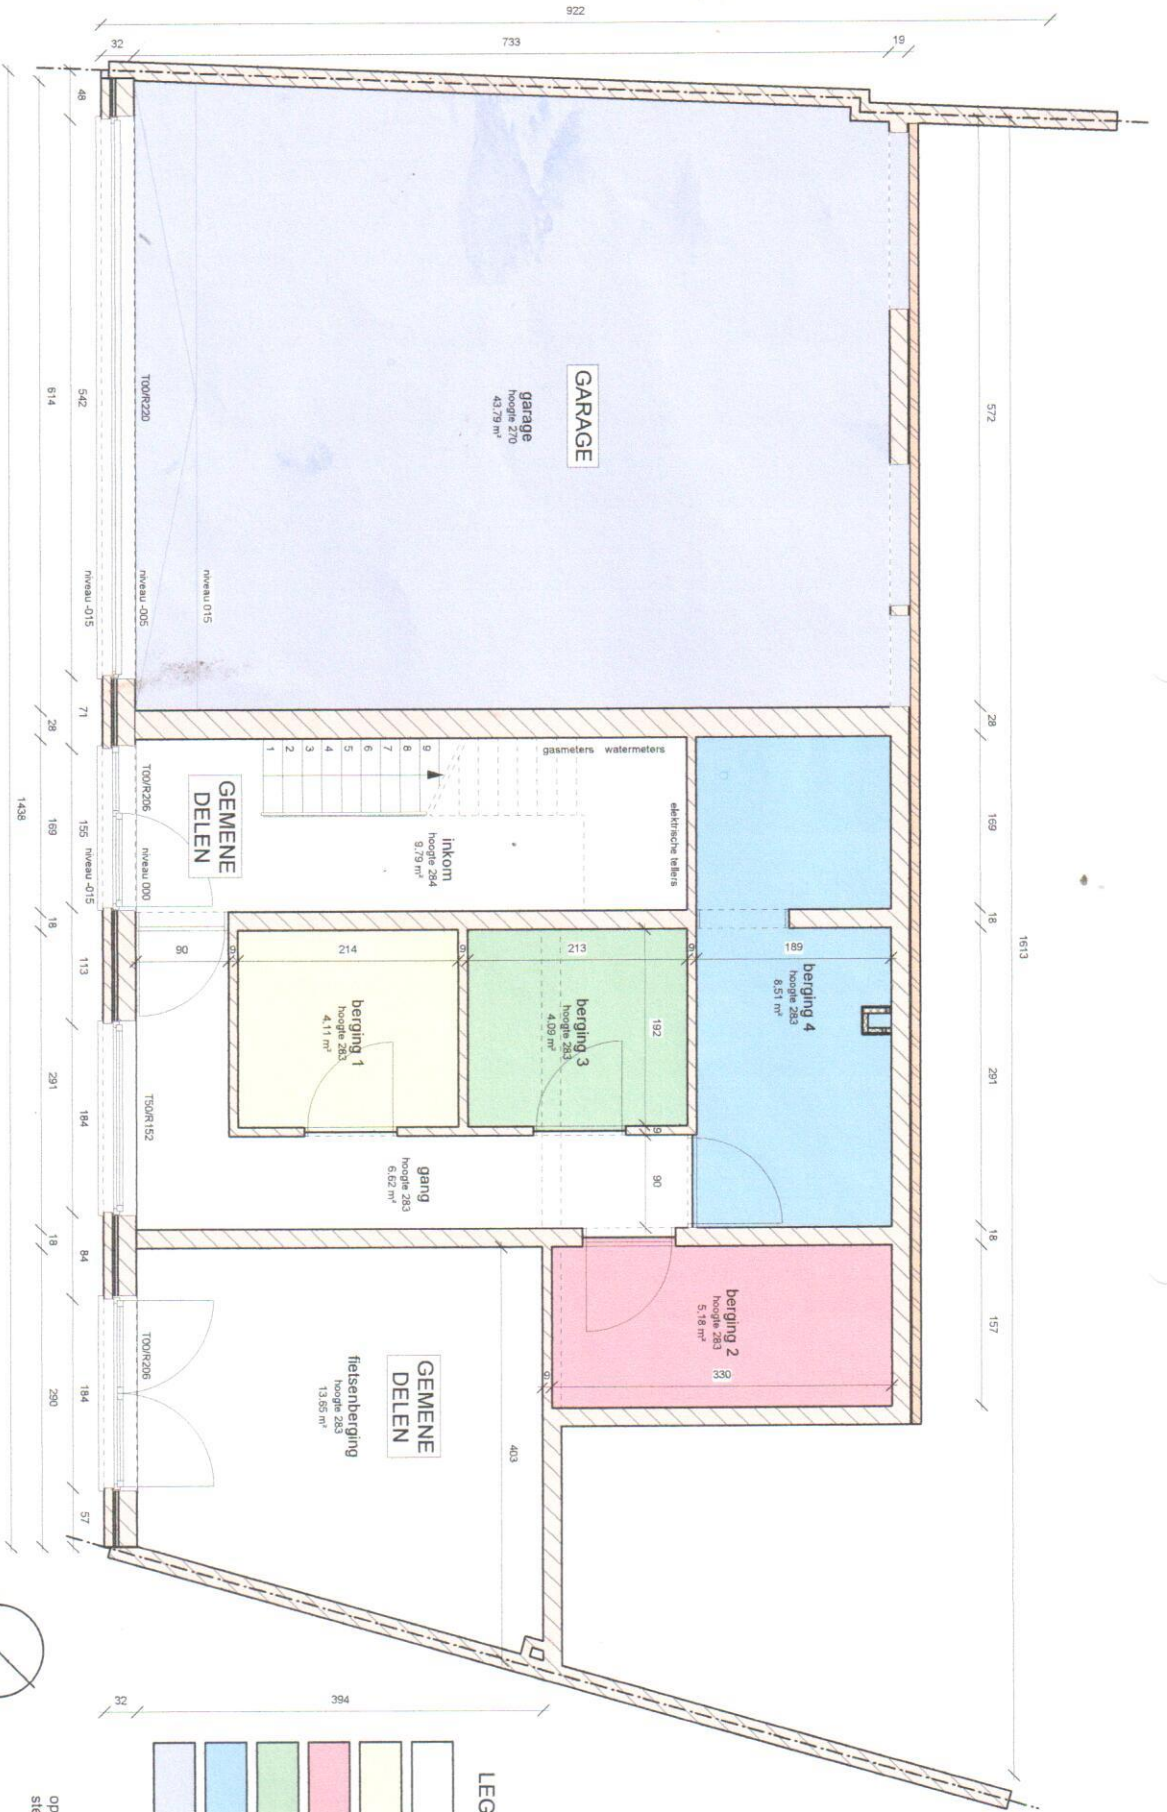 922
32
733
19
48
542
71
155
113
184
84
184
57
614
28
169
18
291
18
290
1438
572
28
169
18
291
18
157
1613
GARAGE
garage
hoogte 270
43,79 m²
T00/R220
niveau 015
niveau -005
niveau -015
GEMENE
DELEN
inkom
hoogte 284
9,79 m²
1
2
3
4
5
6
7
8
9
gasmeters watermeters
elektrische tellers
T00/R206
niveau 000
niveau -015
90
9
214
9
213
9
189
192
9
90
berging 1
hoogte 283
4,11 m²
berging 3
hoogte 283
4,09 m²
berging 4
hoogte 283
8,51 m²
gang
hoogte 283
6,62 m²
T50/R152
berging 2
hoogte 283
5,18 m²
330
9
GEMENE
DELEN
fietsenberging
hoogte 283
13,65 m²
T00/R206
403
32
394
LEG
op
ste